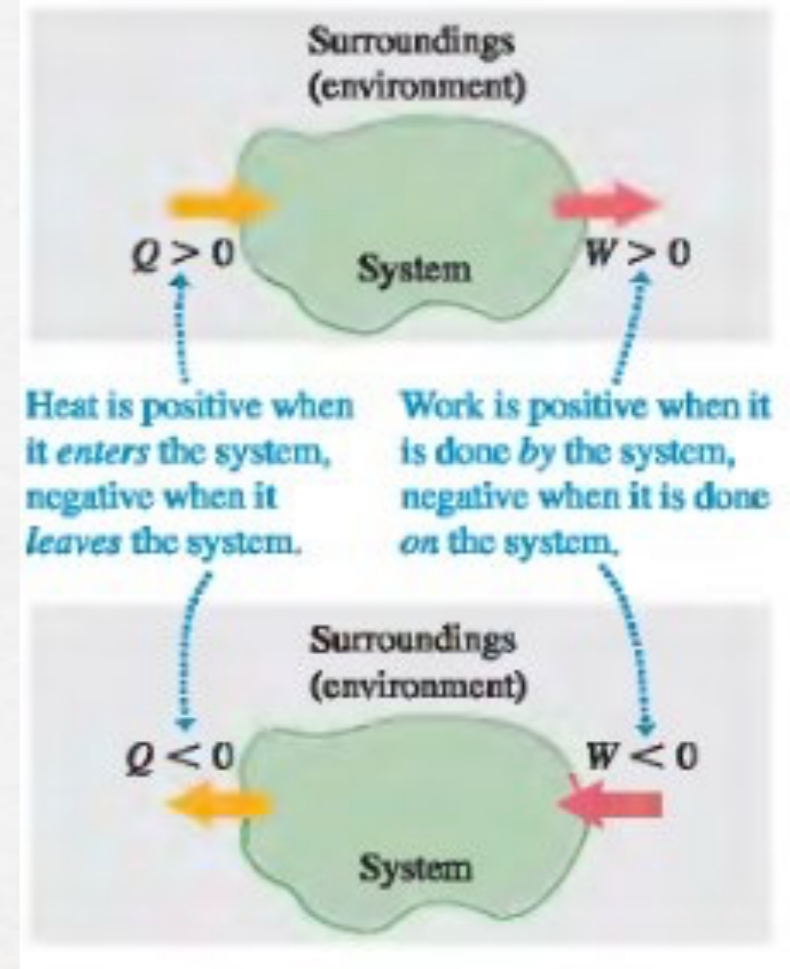 Surroundings
(environment)
Q > 0
System
W > 0
Heat is positive when
it enters the system,
negative when it
leaves the system.
Work is positive when it
is done by the system,
negative when it is done
on the system.
Surroundings
(environment)
Q < 0
W < 0
System